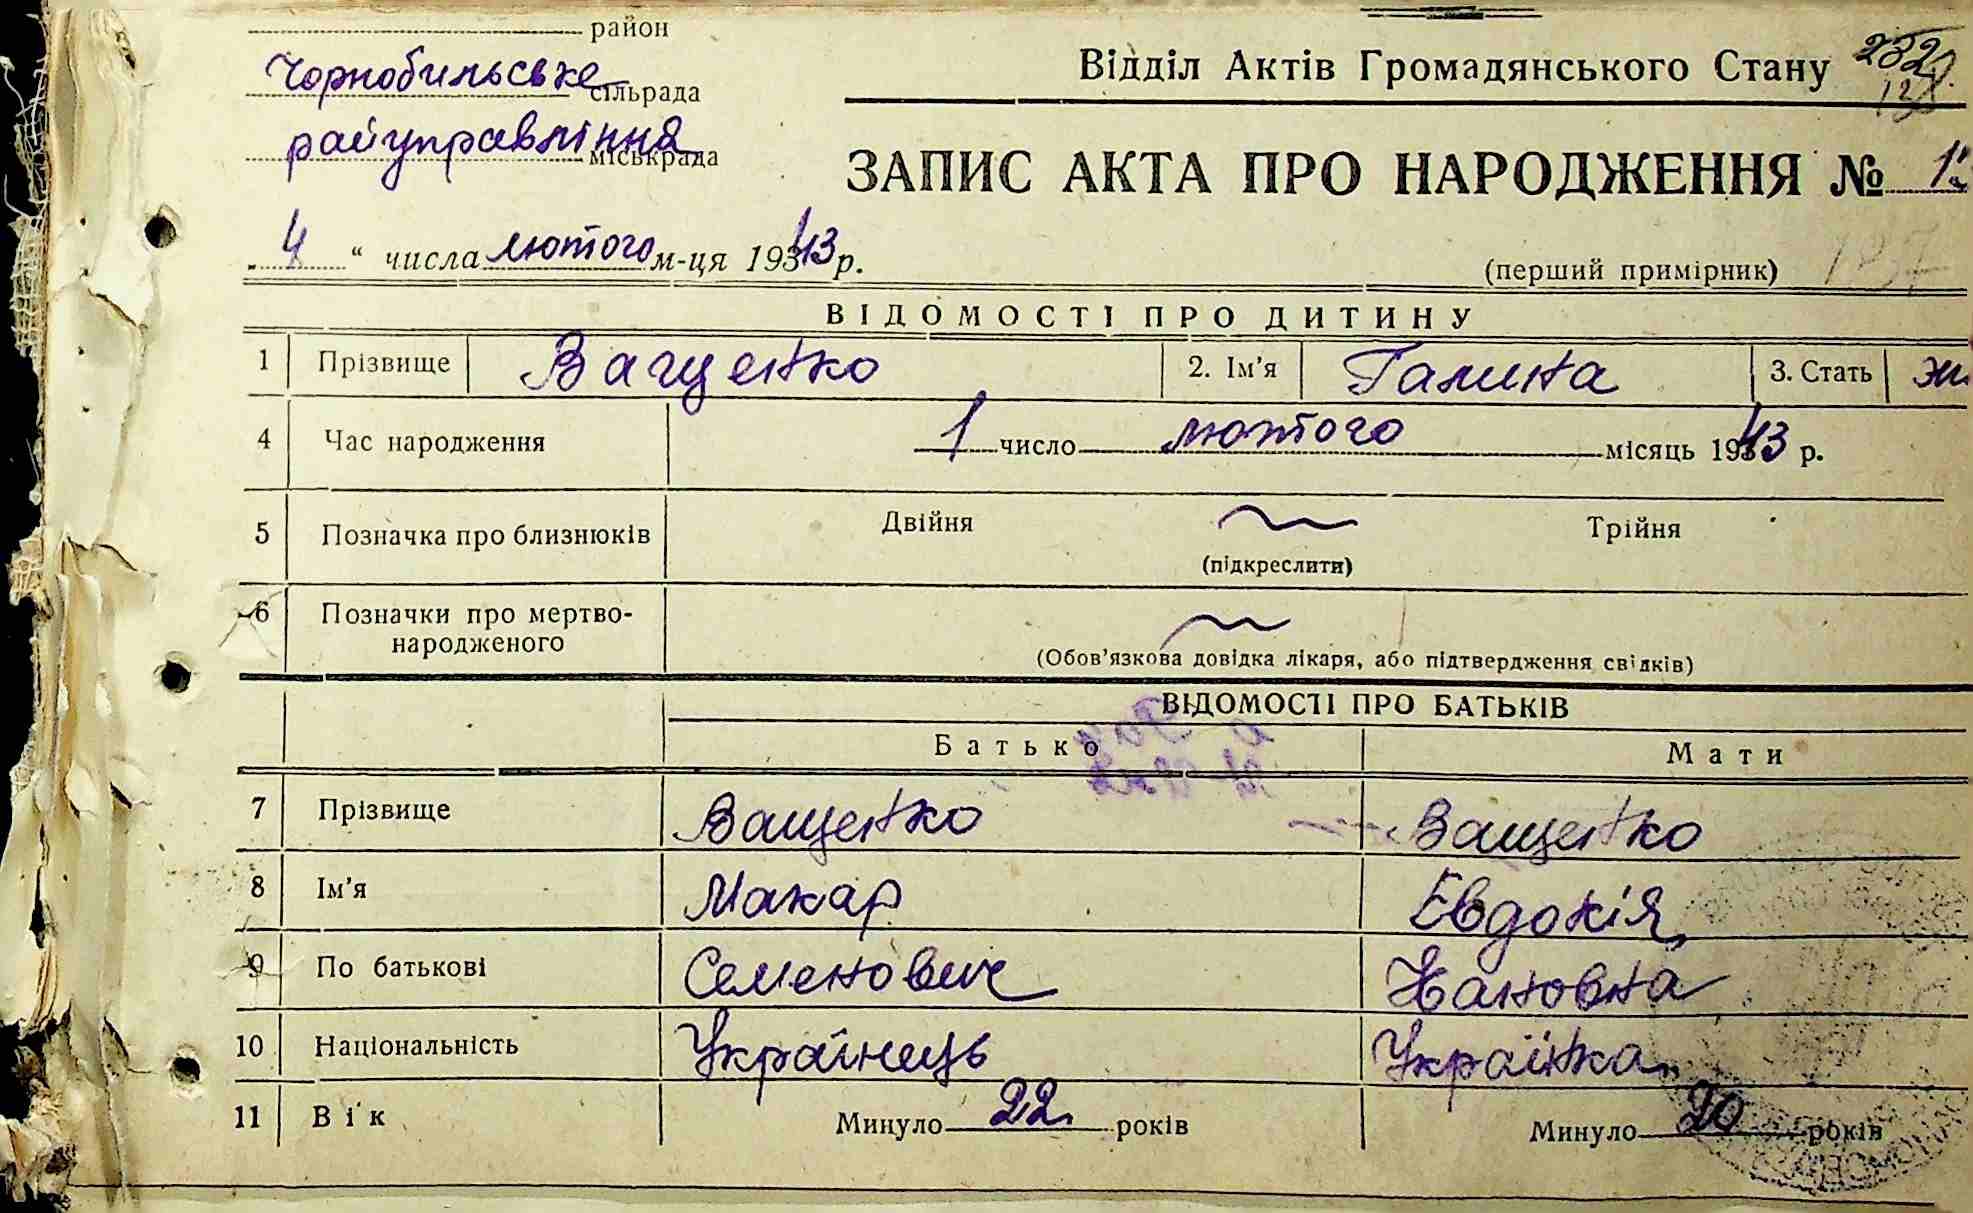 район
Чорнобильське сільрада
райуправління міськрада
Відділ Актів Громадянського Стану 232
ЗАПИС АКТА ПРО НАРОДЖЕННЯ №
„4“ числа лютого м-ця 1943 р.
(перший примірник) 137
ВІДОМОСТІ ПРО ДИТИНУ
1 Прізвище Ващенко 2. Ім’я Галина 3. Стать ж
4 Час народження 1 число лютого місяць 1943 р.
5 Позначка про близнюків Двійня Трійня
(підкреслити)
6 Позначки про мертво-
народженого
(Обов’язкова довідка лікаря, або підтвердження свідків)
ВІДОМОСТІ ПРО БАТЬКІВ
Батько Мати
7 Прізвище Ващенко Ващенко
8 Ім’я Макар Евдокія
9 По батькові Семенович
10 Національність Українець Українка
11 Вік Минуло 22 років Минуло 20 років